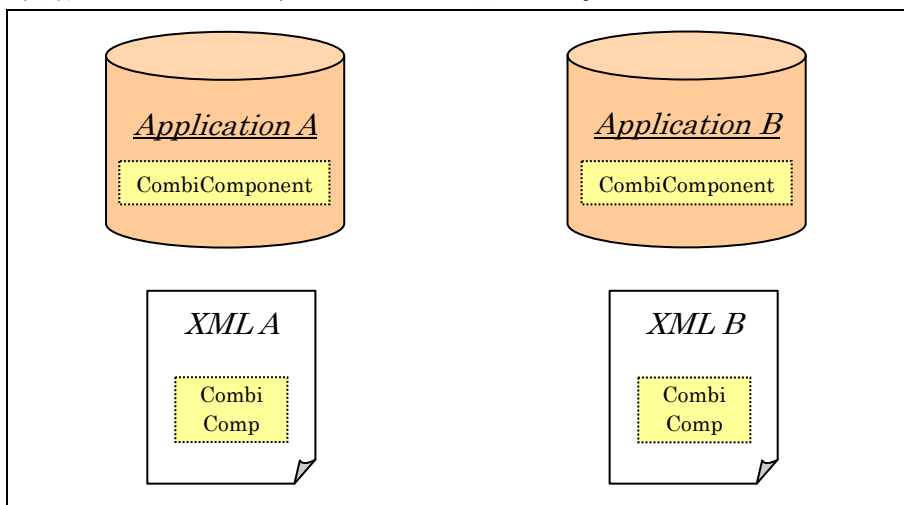 Application A
CombiComponent
Application B
CombiComponent
XML A
Combi
Comp
XML B
Combi
Comp